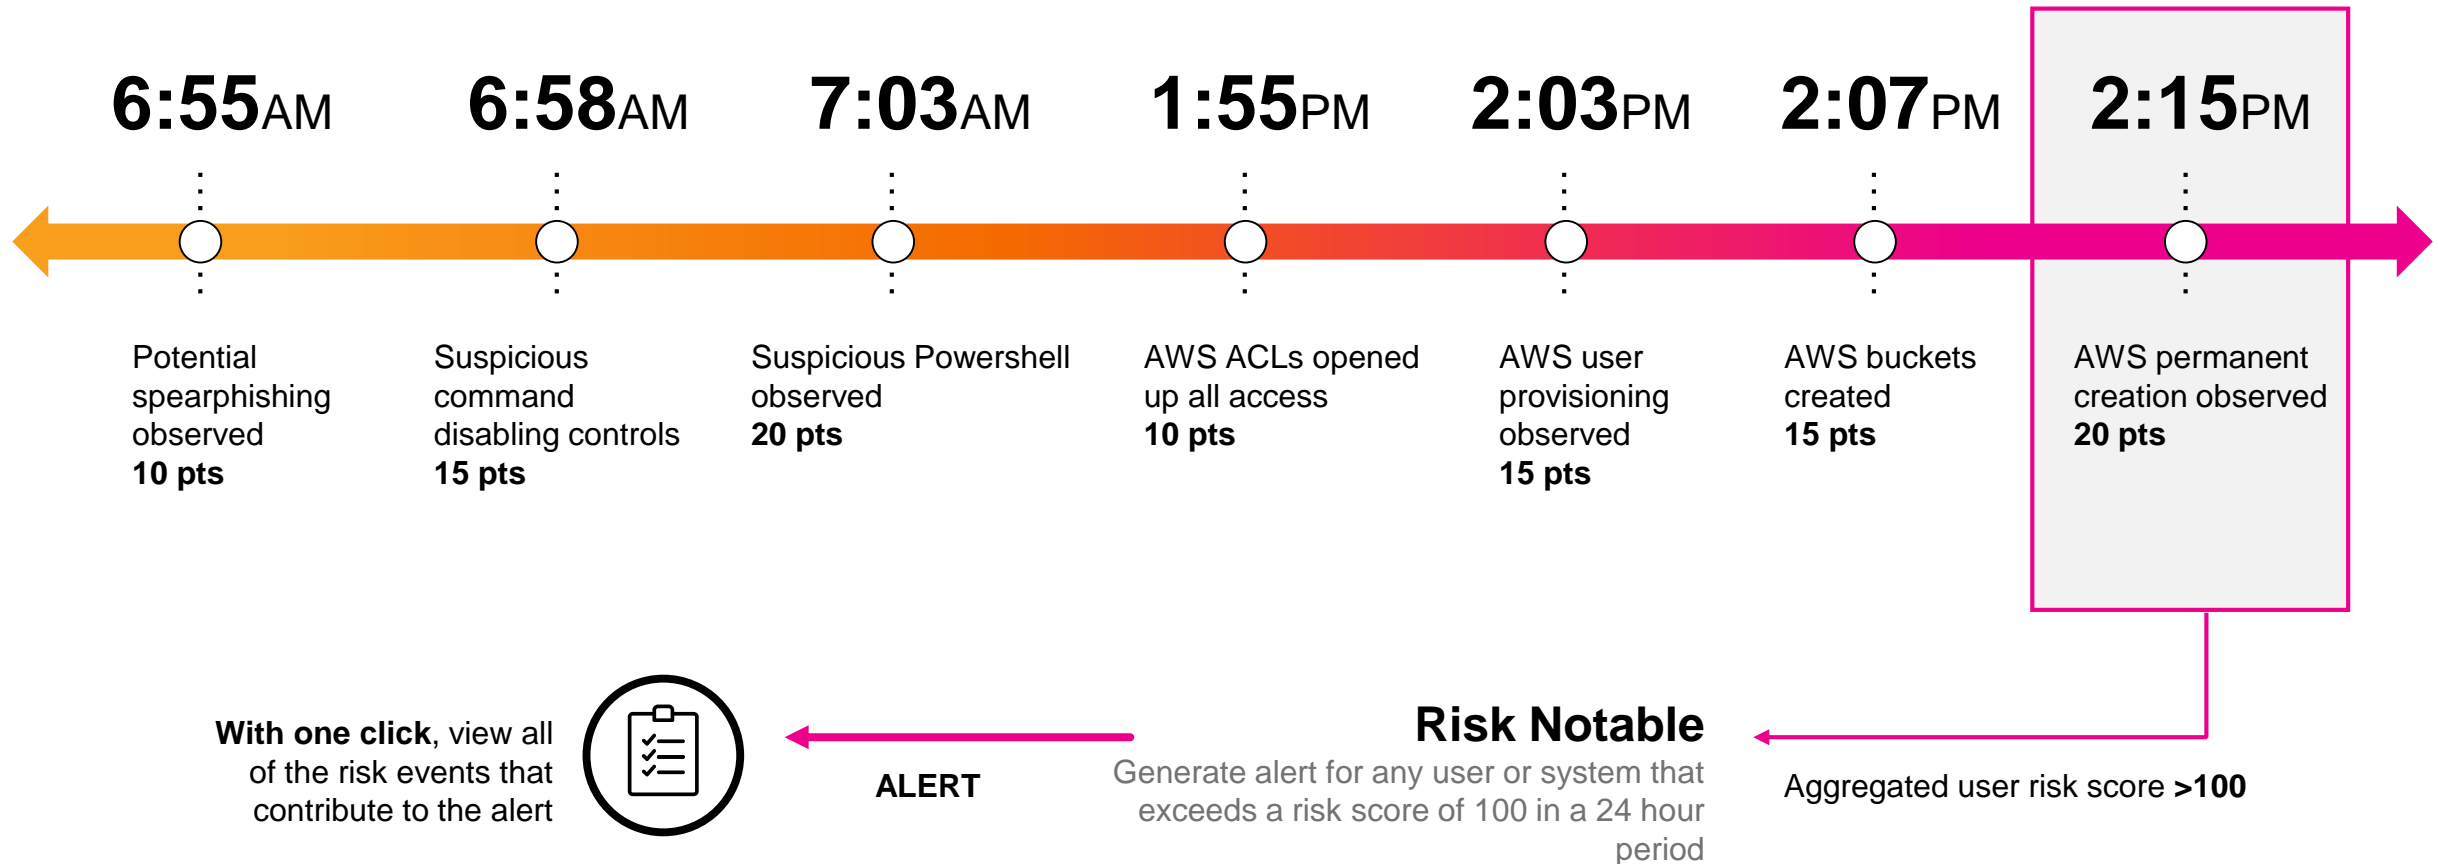 6:55AM
6:58AM
7:03AM
1:55PM
2:03PM
2:07PM
2:15PM
Potential
spearphishing
observed
10 pts
Suspicious
command
disabling controls
15 pts
Suspicious Powershell
observed
20 pts
AWS ACLs opened
up all access
10 pts
AWS user
provisioning
observed
15 pts
AWS buckets
created
15 pts
AWS permanent
creation observed
20 pts
With one click, view all
of the risk events that
contribute to the alert
ALERT
Risk Notable
Generate alert for any user or system that
exceeds a risk score of 100 in a 24 hour
period
Aggregated user risk score >100